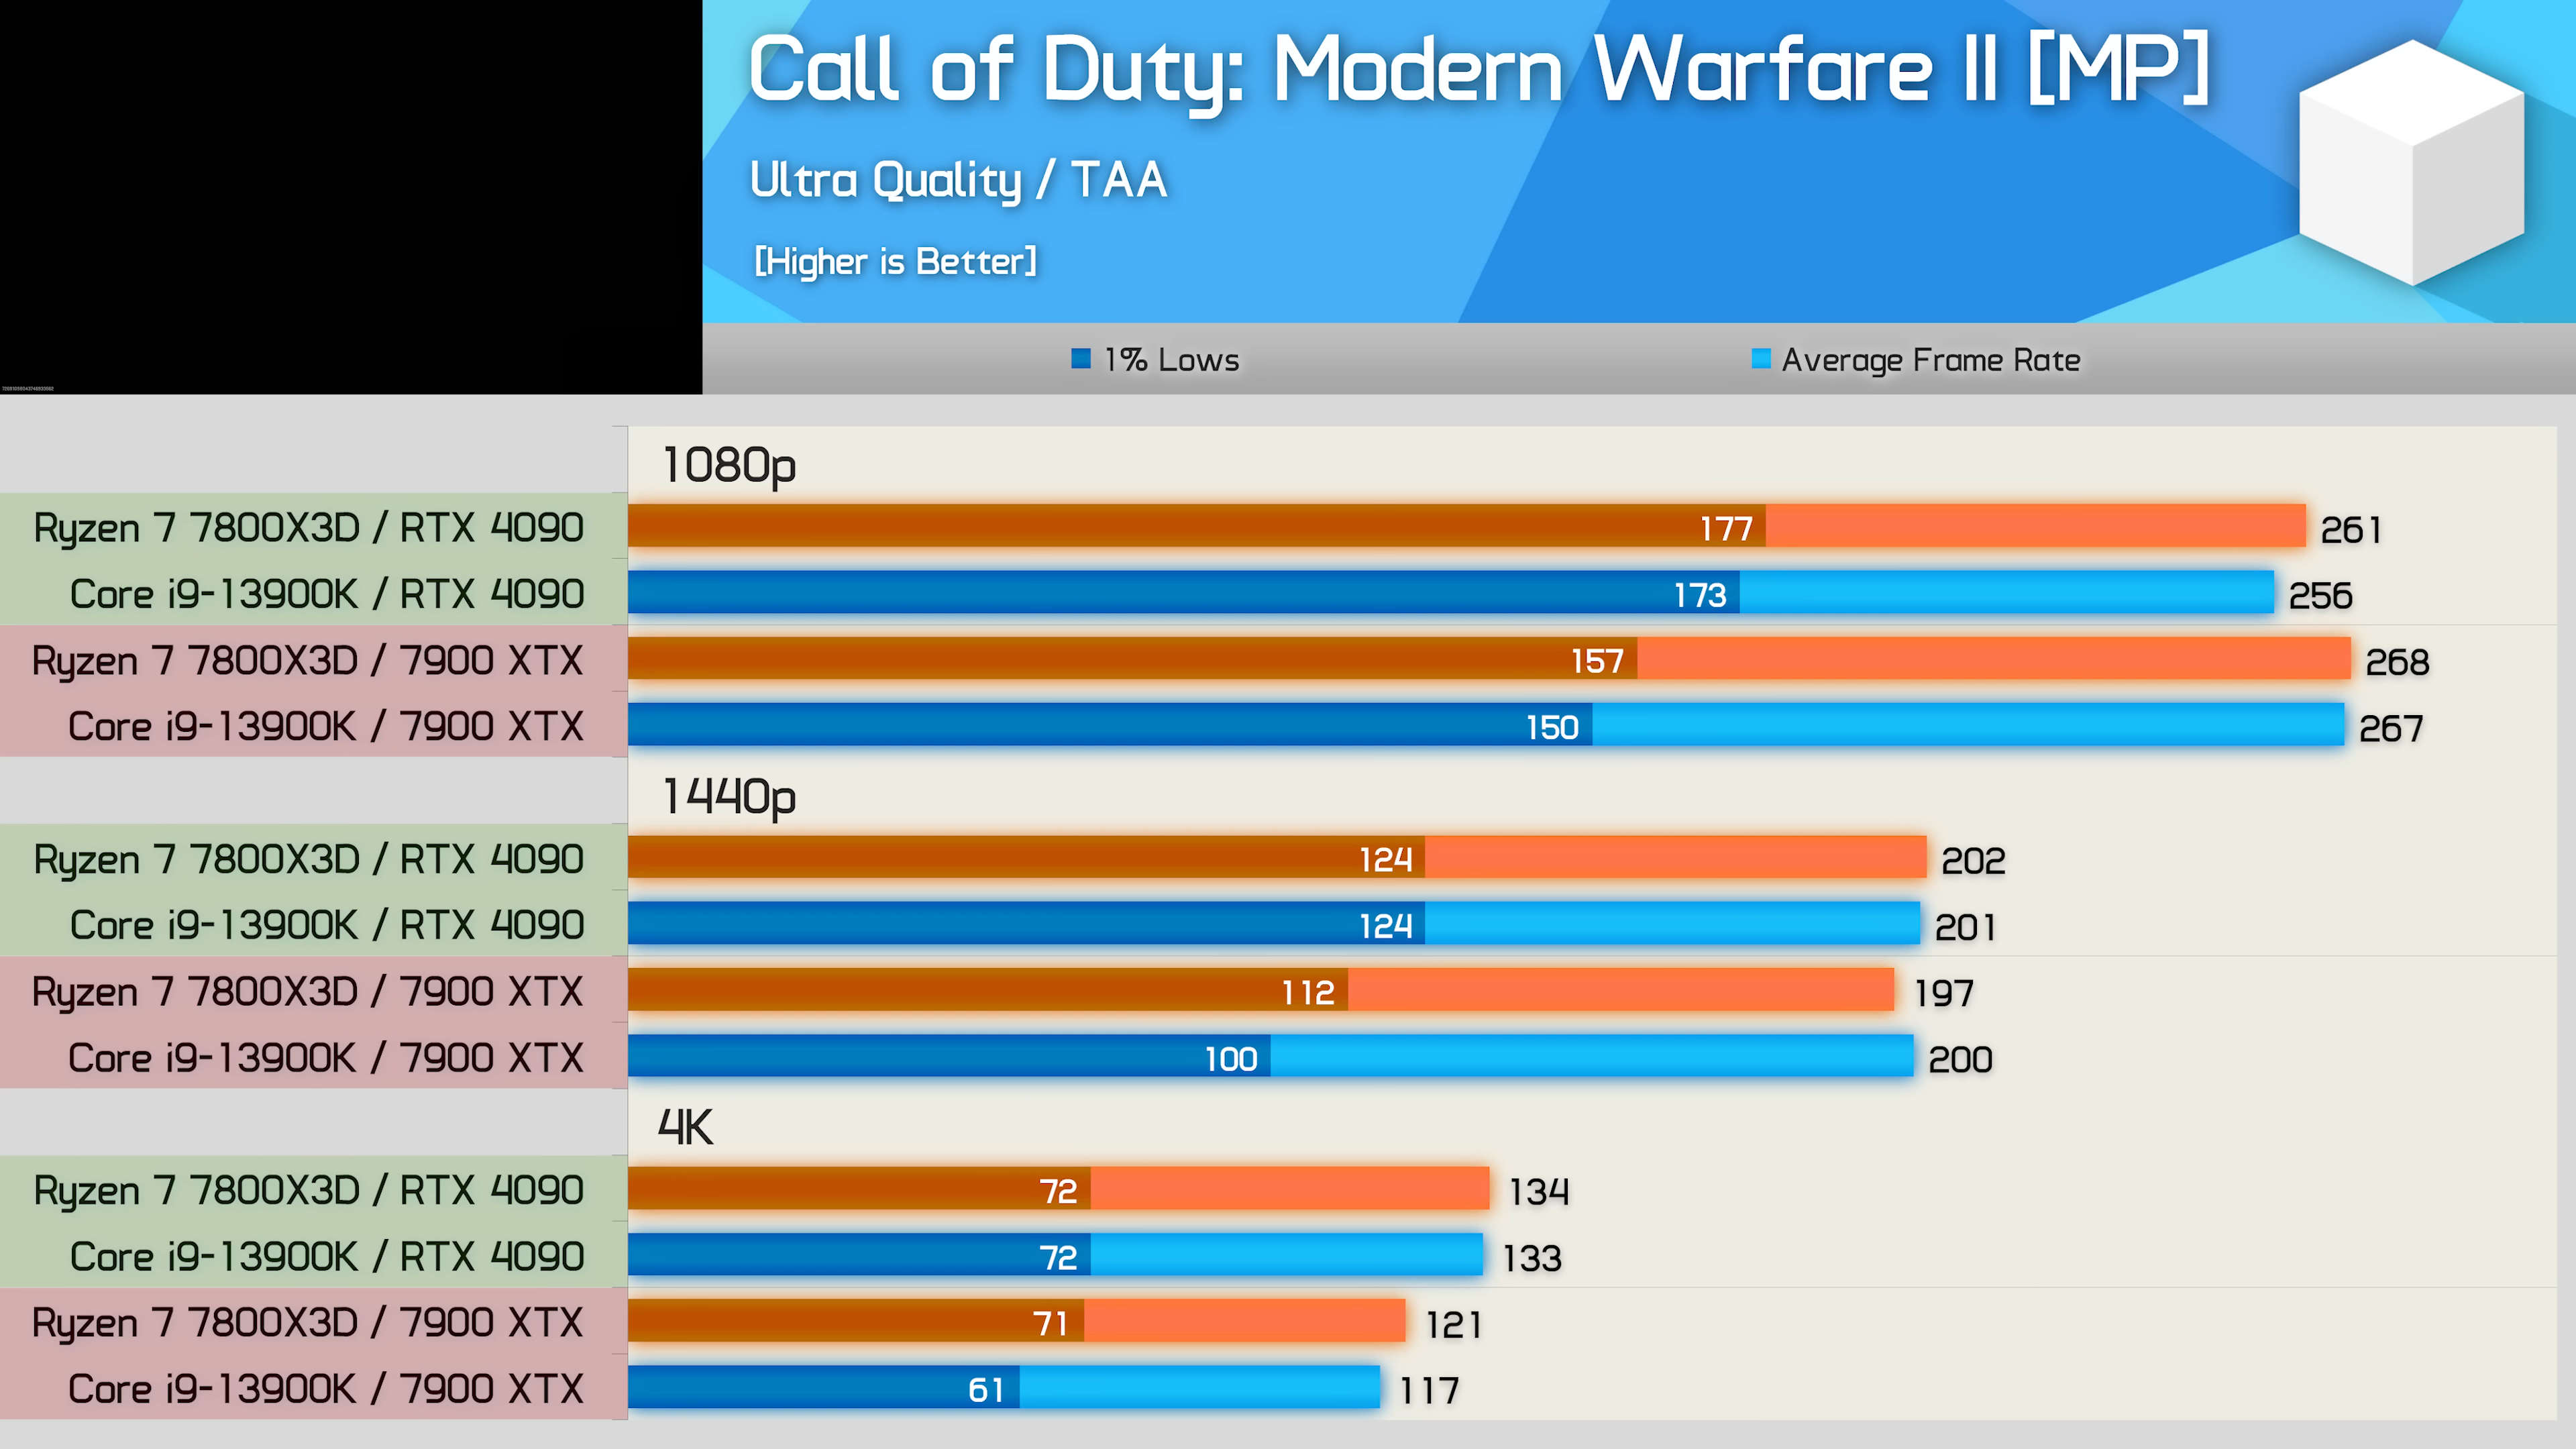 Call of Duty: Modern Warfare II [MP]
Ultra Quality / TAA
[Higher is Better]
1% Lows
Average Frame Rate
1080p
Ryzen 7 7800X3D / RTX 4090 177 261
Core i9-13900K / RTX 4090 173 256
Ryzen 7 7800X3D / 7900 XTX 157 268
Core i9-13900K / 7900 XTX 150 267
1440p
Ryzen 7 7800X3D / RTX 4090 124 202
Core i9-13900K / RTX 4090 124 201
Ryzen 7 7800X3D / 7900 XTX 112 197
Core i9-13900K / 7900 XTX 100 200
4K
Ryzen 7 7800X3D / RTX 4090 72 134
Core i9-13900K / RTX 4090 72 133
Ryzen 7 7800X3D / 7900 XTX 71 121
Core i9-13900K / 7900 XTX 61 117